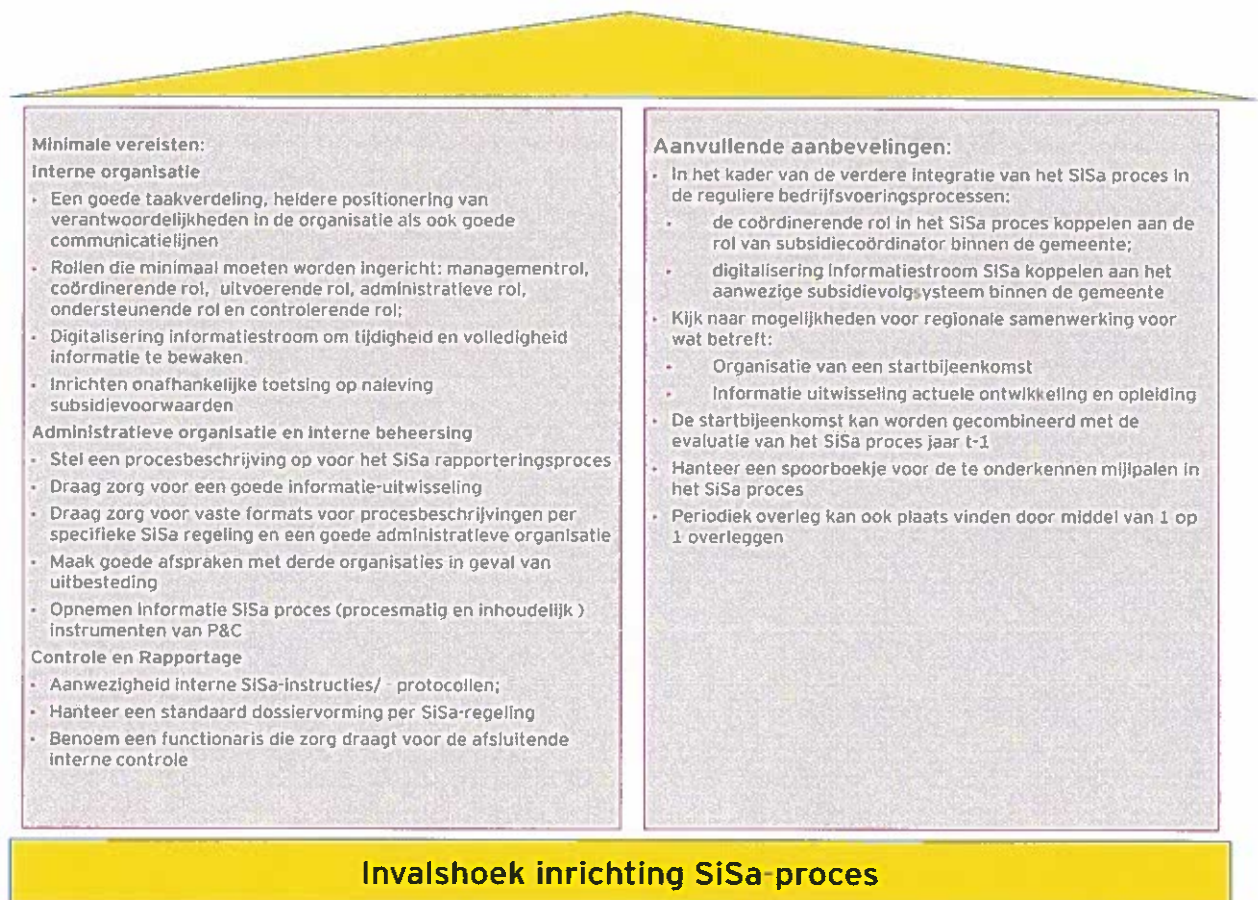 Minimale vereisten:
Interne organisatie
• Een goede taakverdeling, heldere positionering van
verantwoordelijkheden in de organisatie als ook goede
communicatielijnen
• Rollen die minimaal moeten worden ingericht: managementrol,
coördinerende rol, uitvoerende rol, administratieve rol,
ondersteunende rol en controlerende rol;
• Digitalisering informatiestroom om tijdigheid en volledigheid
informatie te bewaken.
• Inrichten onafhankelijke toetsing op naleving
subsidievoorwaarden
Administratieve organisatie en interne beheersing
• Stel een procesbeschrijving op voor het SiSa rapporteringsproces
• Draag zorg voor een goede informatie-uitwisseling
• Draag zorg voor vaste formats voor procesbeschrijvingen per
specifieke SiSa regeling en een goede administratieve organisatie
• Maak goede afspraken met derde organisaties in geval van
uitbesteding
• Opnemen informatie SiSa proces (procesmatig en inhoudelijk )
instrumenten van P&C
Controle en Rapportage
• Aanwezigheid interne SiSa-instructies/ - protocollen;
• Hanteer een standaard dossiervorming per SiSa-regeling
• Benoem een functionaris die zorg draagt voor de afsluitende
interne controle
Aanvullende aanbevelingen:
• In het kader van de verdere integratie van het SiSa proces in
de reguliere bedrijfsvoeringsprocessen:
• de coördinerende rol in het SiSa proces koppelen aan de
rol van subsidiecoördinator binnen de gemeente;
• digitalisering informatiestroom SiSa koppelen aan het
aanwezige subsidievolgsysteem binnen de gemeente
• Kijk naar mogelijkheden voor regionale samenwerking voor
wat betreft:
• Organisatie van een startbijeenkomst
• Informatie uitwisseling actuele ontwikkeling en opleiding
• De startbijeenkomst kan worden gecombineerd met de
evaluatie van het SiSa proces jaar t-1
• Hanteer een spoorboekje voor de te onderkennen mijlpalen in
het SiSa proces
• Periodiek overleg kan ook plaats vinden door middel van 1 op
1 overleggen
Invalshoek inrichting SiSa-proces